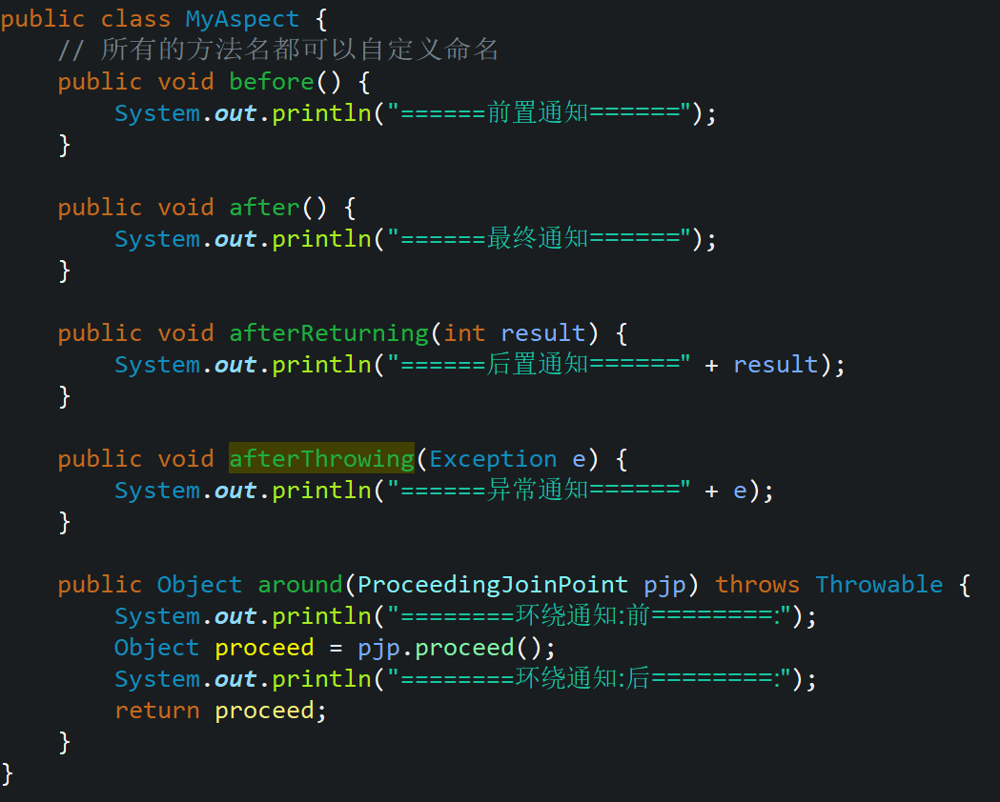 public class MyAspect {
    // 所有的方法名都可以自定义命名
    public void before() {
        System.out.println("======前置通知======");
    }

    public void after() {
        System.out.println("======最终通知======");
    }

    public void afterReturning(int result) {
        System.out.println("======后置通知======" + result);
    }

    public void afterThrowing(Exception e) {
        System.out.println("======异常通知======" + e);
    }

    public Object around(ProceedingJoinPoint pjp) throws Throwable {
        System.out.println("========环绕通知:前========:");
        Object proceed = pjp.proceed();
        System.out.println("========环绕通知:后========:");
        return proceed;
    }
}